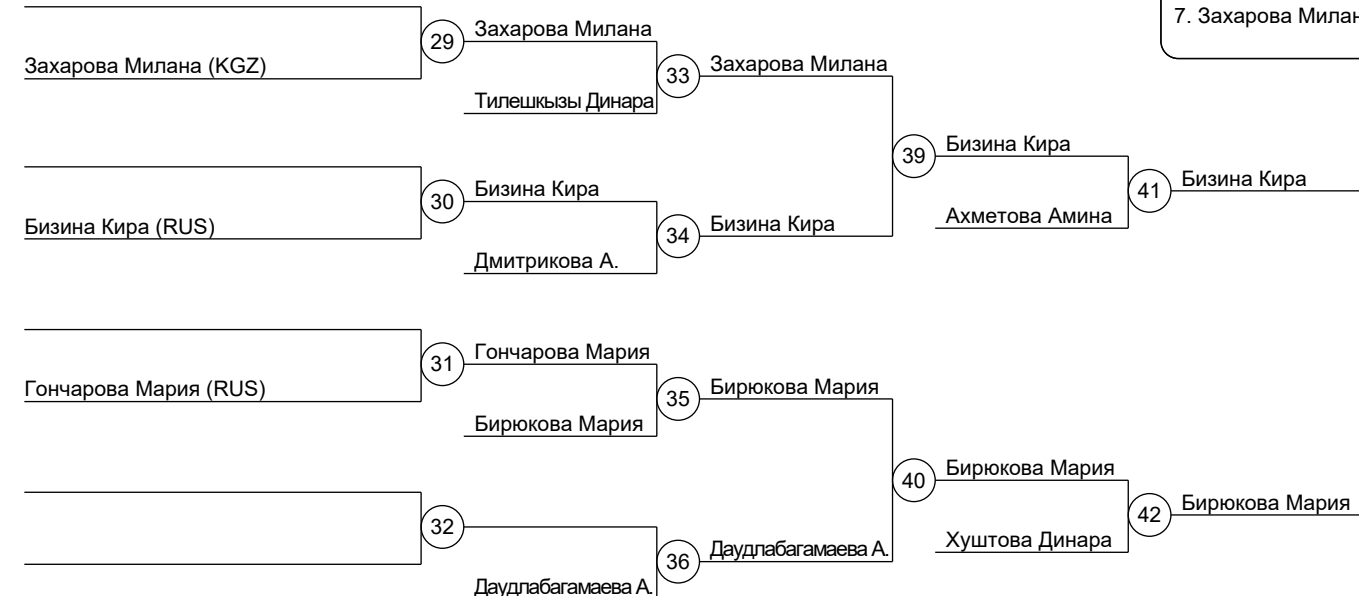 7. Захарова Милан
29
Захарова Милана
Захарова Милана (KGZ)
33
Захарова Милана
Тилешкызы Динара
39
Бизина Кира
30
Бизина Кира
41
Бизина Кира
Бизина Кира (RUS)
34
Бизина Кира
Ахметова Амина
Дмитрикова А.
31
Гончарова Мария
Гончарова Мария (RUS)
35
Бирюкова Мария
Бирюкова Мария
40
Бирюкова Мария
42
Бирюкова Мария
32
Хуштова Динара
36
Даудлабагамаева А.
Даудлабагамаева А.